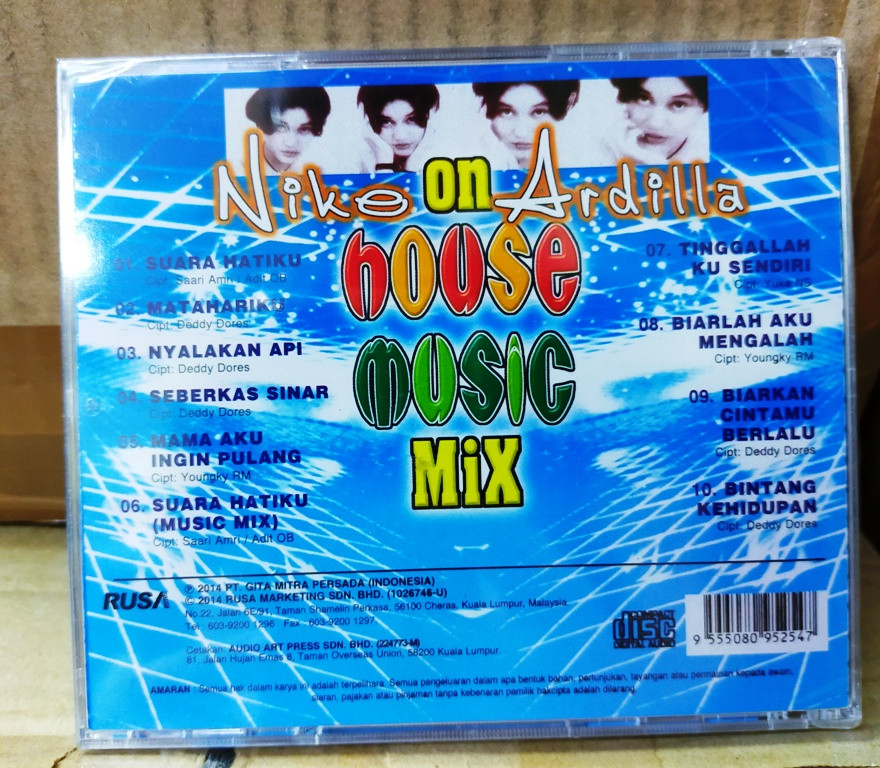 Nike on Ardilla
house
music
MiX
01. SUARA HATIKU
Cipt: Saari Amri / Adit OB
02. MATAHARIKU
Cipt: Deddy Dores
03. NYALAKAN API
Cipt: Deddy Dores
04. SEBERKAS SINAR
Cipt: Deddy Dores
05. MAMA AKU
INGIN PULANG
Cipt: Youngky RM
06. SUARA HATIKU
(MUSIC MIX)
Cipt: Saari Amri / Adit OB
07. TINGGALLAH
KU SENDIRI
Cipt: Yuke NS
08. BIARLAH AKU
MENGALAH
Cipt: Youngky RM
09. BIARKAN
CINTAMU
BERLALU
Cipt: Deddy Dores
10. BINTANG
KEHIDUPAN
Cipt: Deddy Dores
RUSA
℗ 2014 PT. GITA MITRA PERSADA (INDONESIA)
© 2014 RUSA MARKETING SDN. BHD. (1026746-U)
No.22, Jalan 6E/91, Taman Shamelin Perkasa, 56100 Cheras, Kuala Lumpur, Malaysia.
Tel : 603-9200 1296 Fax : 603-9200 1297
Cetakan: AUDIO ART PRESS SDN. BHD. (224773-M)
81, Jalan Hujan Emas 8, Taman Overseas Union, 58200 Kuala Lumpur.
COMPACT
disc
DIGITAL AUDIO
9 555080 952547
AMARAN : Semua hak dalam karya ini adalah terpelihara. Semua pengeluaran dalam apa bentuk bahan, pertunjukan, tayangan atau permainan kepada awam,
siaran, pajakan atau pinjaman tanpa kebenaran pemilik hakcipta adalah dilarang.